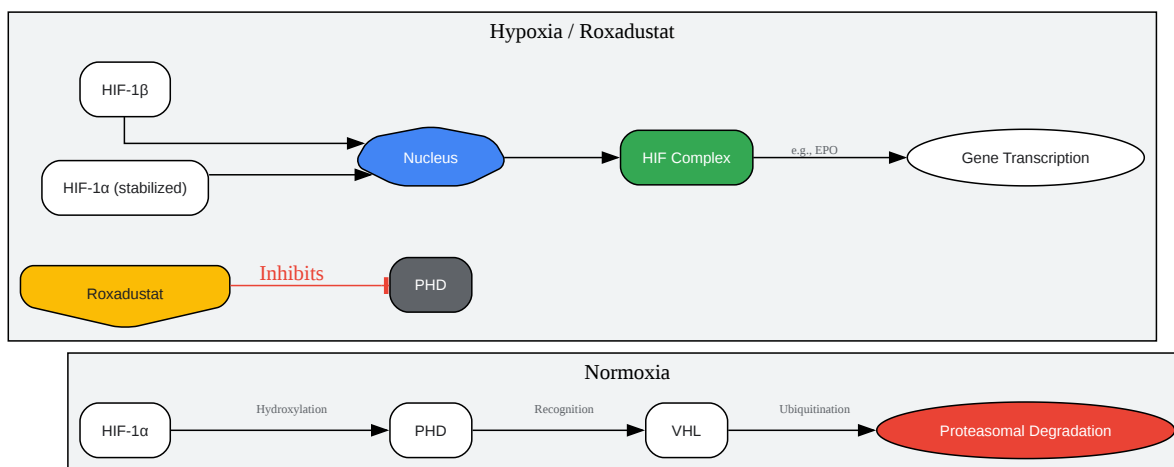 Hypoxia / Roxadustat
HIF-1β
HIF-1α (stabilized)
Nucleus
HIF Complex
e.g., EPO
Gene Transcription
Roxadustat
Inhibits
PHD
Normoxia
HIF-1α
Hydroxylation
PHD
Recognition
VHL
Ubiquitination
Proteasomal Degradation